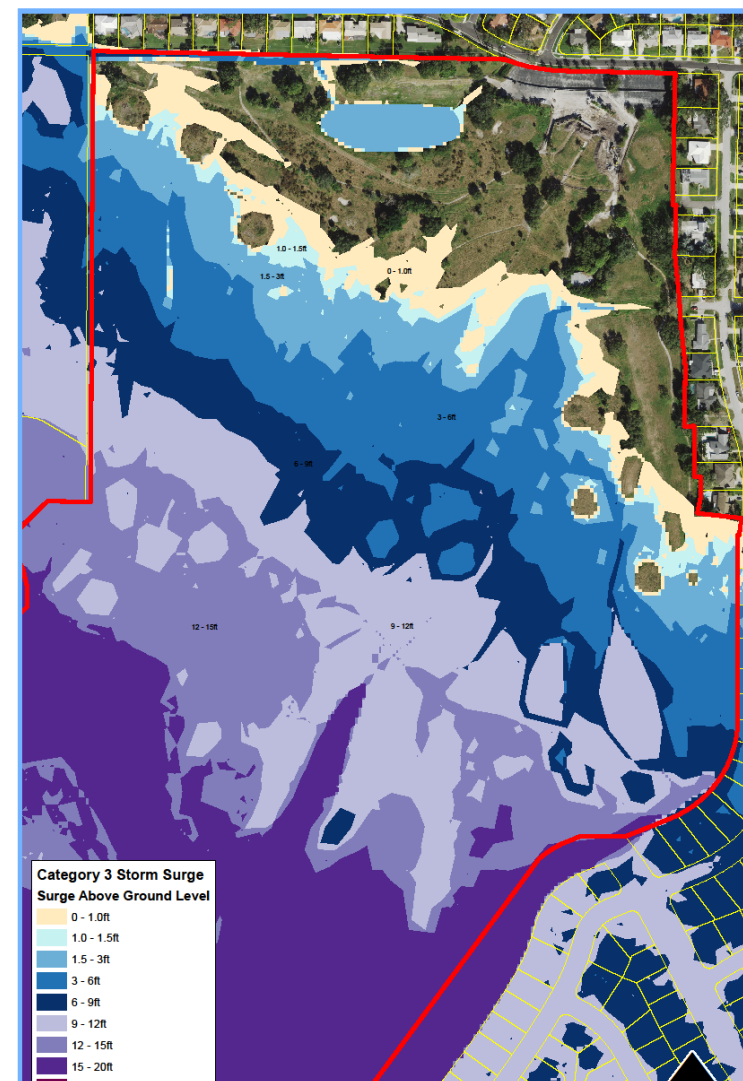 1.0 - 1.5ft
0 - 1.0ft
1.5 - 3ft
3 - 6ft
6 - 9ft
12 - 15ft
9 - 12ft
Category 3 Storm Surge
Surge Above Ground Level
0 - 1.0ft
1.0 - 1.5ft
1.5 - 3ft
3 - 6ft
6 - 9ft
9 - 12ft
12 - 15ft
15 - 20ft